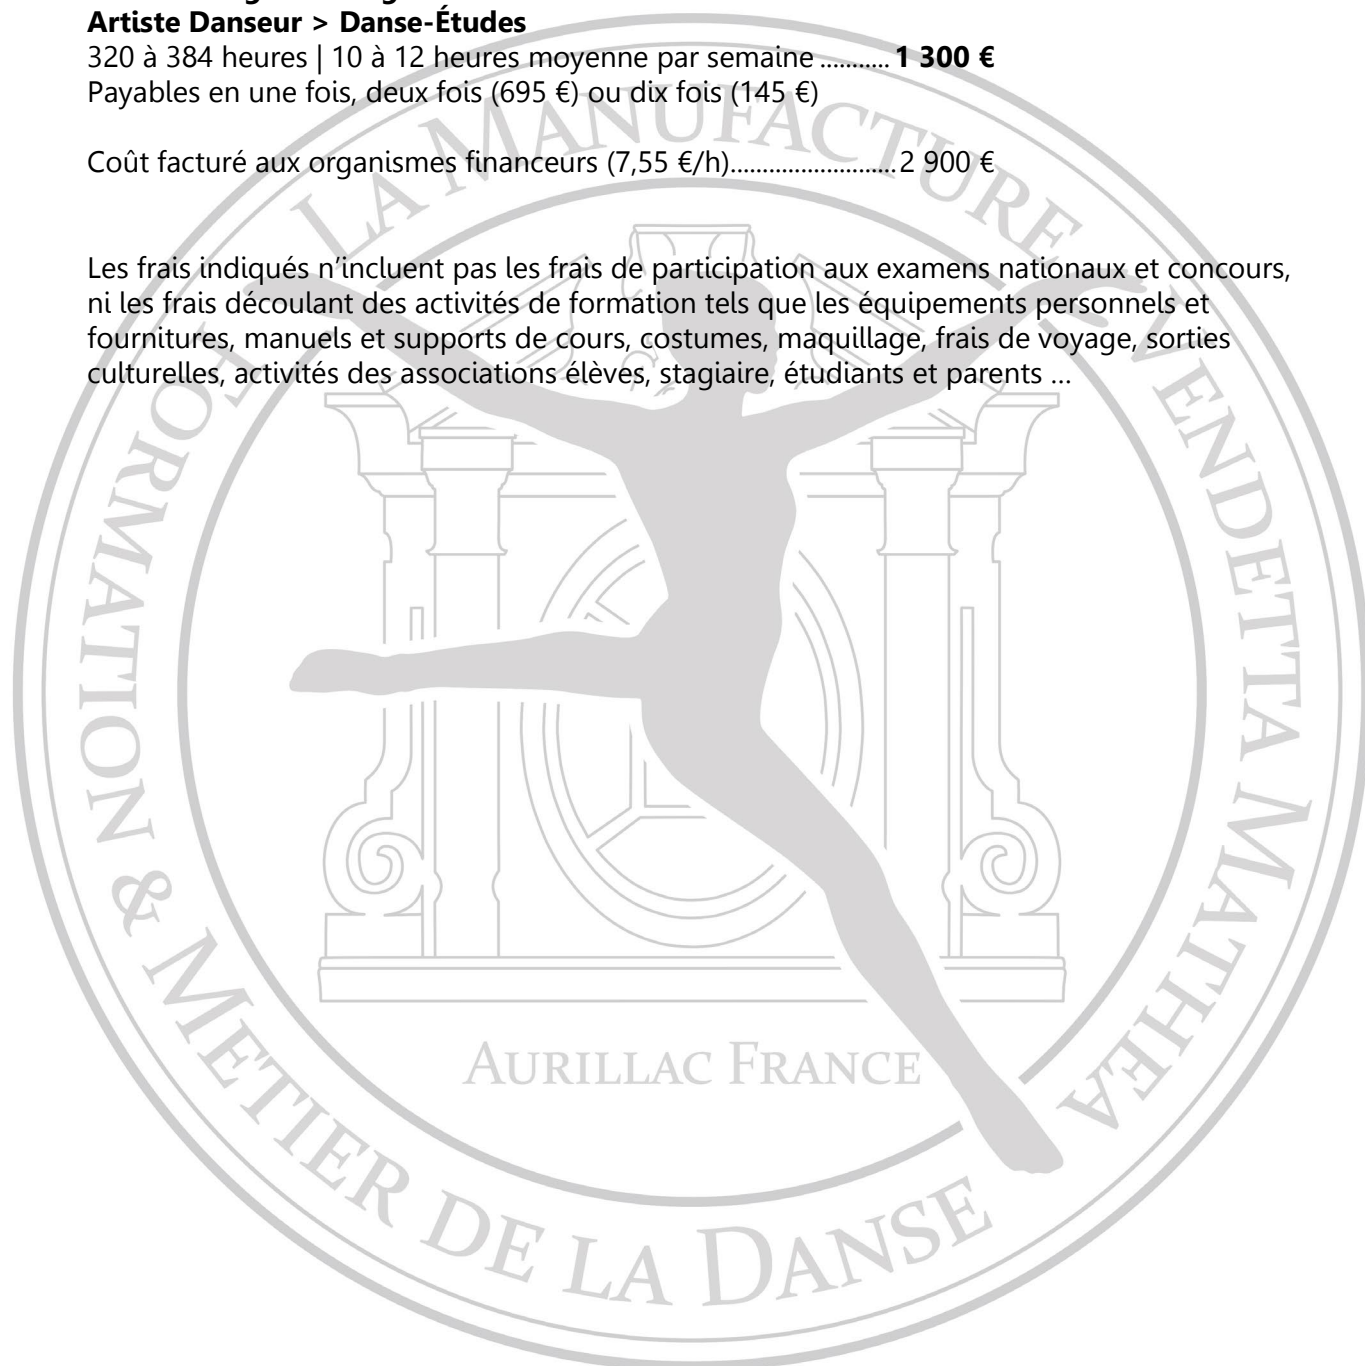 Artiste Danseur > Danse-Études
320 à 384 heures | 10 à 12 heures moyenne par semaine ........... 1 300 €
Payables en une fois, deux fois (695 €) ou dix fois (145 €)
Coût facturé aux organismes financeurs (7,55 €/h)..........................2 900 €
Les frais indiqués n’incluent pas les frais de participation aux examens nationaux et concours,
ni les frais découlant des activités de formation tels que les équipements personnels et
fournitures, manuels et supports de cours, costumes, maquillage, frais de voyage, sorties
culturelles, activités des associations élèves, stagiaire, étudiants et parents ...
LA MANUFACTURE VENDETTA MATHEA
FORMATION & METIER DE LA DANSE
AURILLAC FRANCE